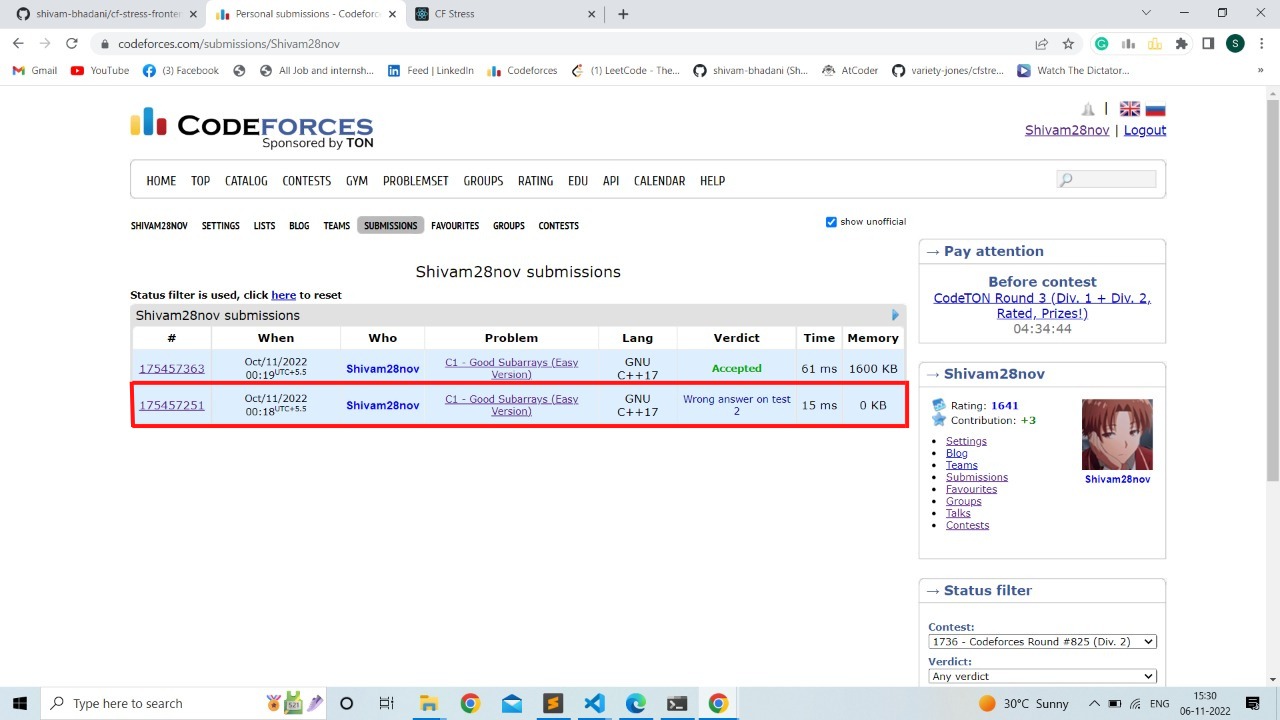 shivam-bhadani/cf-stress-fronten
Personal submissions - Codeforc
CF Stress
codeforces.com/submissions/Shivam28nov
S
Gmail
YouTube
(3) Facebook
All Job and internsh...
Feed | LinkedIn
Codeforces
(1) LeetCode - The...
shivam-bhadani (Sh...
AtCoder
variety-jones/cfstre...
Watch The Dictator...
»
CODEFORCES
Sponsored by TON
Shivam28nov | Logout
HOME TOP CATALOG CONTESTS GYM PROBLEMSET GROUPS RATING EDU API CALENDAR HELP
SHIVAM28NOV SETTINGS LISTS BLOG TEAMS SUBMISSIONS FAVOURITES GROUPS CONTESTS
show unofficial
Shivam28nov submissions
Status filter is used, click here to reset
Shivam28nov submissions
# When Who Problem Lang Verdict Time Memory
175457363
Oct/11/2022
00:19UTC+5.5
Shivam28nov
C1 - Good Subarrays (Easy
Version)
GNU
C++17
Accepted
61 ms
1600 KB
175457251
Oct/11/2022
00:18UTC+5.5
Shivam28nov
C1 - Good Subarrays (Easy
Version)
GNU
C++17
Wrong answer on test
2
15 ms
0 KB
→ Pay attention
Before contest
CodeTON Round 3 (Div. 1 + Div. 2,
Rated, Prizes!)
04:34:44
→ Shivam28nov
Rating: 1641
Contribution: +3
Settings
Blog
Teams
Submissions
Favourites
Groups
Talks
Contests
Shivam28nov
→ Status filter
Contest:
1736 - Codeforces Round #825 (Div. 2)
Verdict:
Any verdict
Type here to search
30°C Sunny
ENG
15:30
06-11-2022